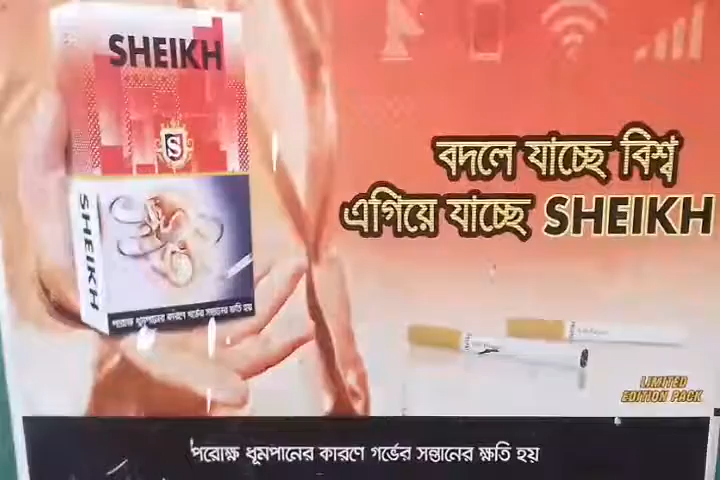 SHEIKH
S
SHEIKH
পরোক্ষ ধূমপানের কারণে গর্ভের সন্তানের ক্ষতি হয়
বদলে যাচ্ছে বিশ্ব
এগিয়ে যাচ্ছে SHEIKH
LIMITED
EDITION PACK
পরোক্ষ ধূমপানের কারণে গর্ভের সন্তানের ক্ষতি হয়